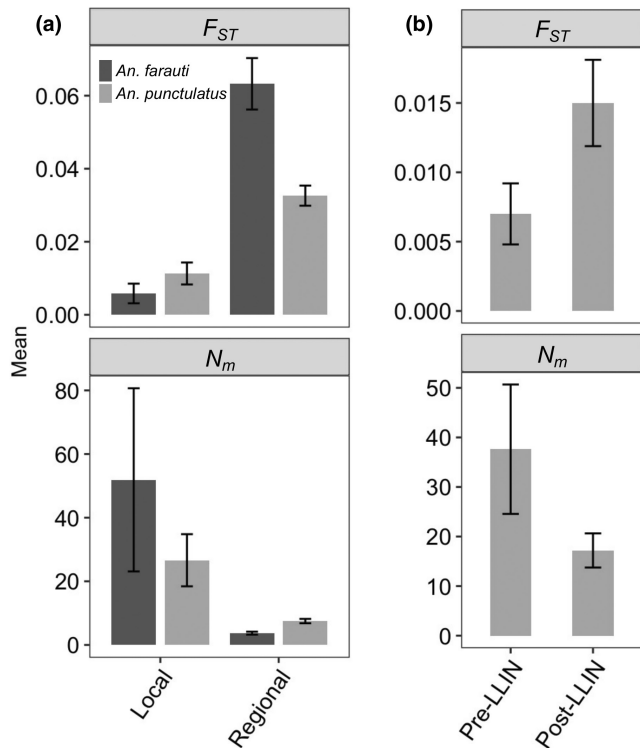 (a)
F_ST
An. farauti
An. punctulatus
0.06
0.04
0.02
0.00
Mean
N_m
80
60
40
20
0
Local
Regional
(b)
F_ST
0.015
0.010
0.005
0.000
N_m
50
40
30
20
10
0
Pre-LLIN
Post-LLIN